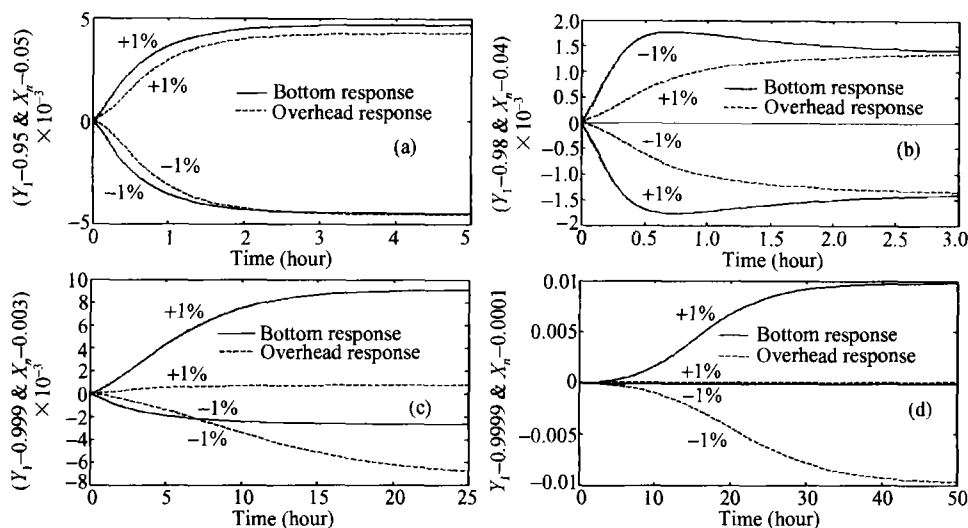 (Y₁−0.95 & Xₙ−0.05)
× 10⁻³
5
0
−5
+1%
+1%
Bottom response
Overhead response
−1%
−1%
(a)
0 1 2 3 4 5
Time (hour)
(Y₁−0.98 & Xₙ−0.04)
× 10⁻³
2.0
1.5
1.0
0.5
0
−0.5
−1.0
−1.5
−2
−1%
Bottom response
+1%
Overhead response
−1%
(b)
+1%
0 0.5 1.0 1.5 2.0 2.5 3.0
Time (hour)
(Y₁−0.999 & Xₙ−0.003)
× 10⁻³
10
8
6
4
2
0
−2
−4
−6
−8
+1%
Bottom response
Overhead response
+1%
−1%
(c)
−1%
0 5 10 15 20 25
Time (hour)
Y₁−0.9999 & Xₙ−0.0001
0.01
0.005
0
−0.005
−0.01
+1%
Bottom response
Overhead response
+1%
−1%
(d)
−1%
0 10 20 30 40 50
Time (hour)